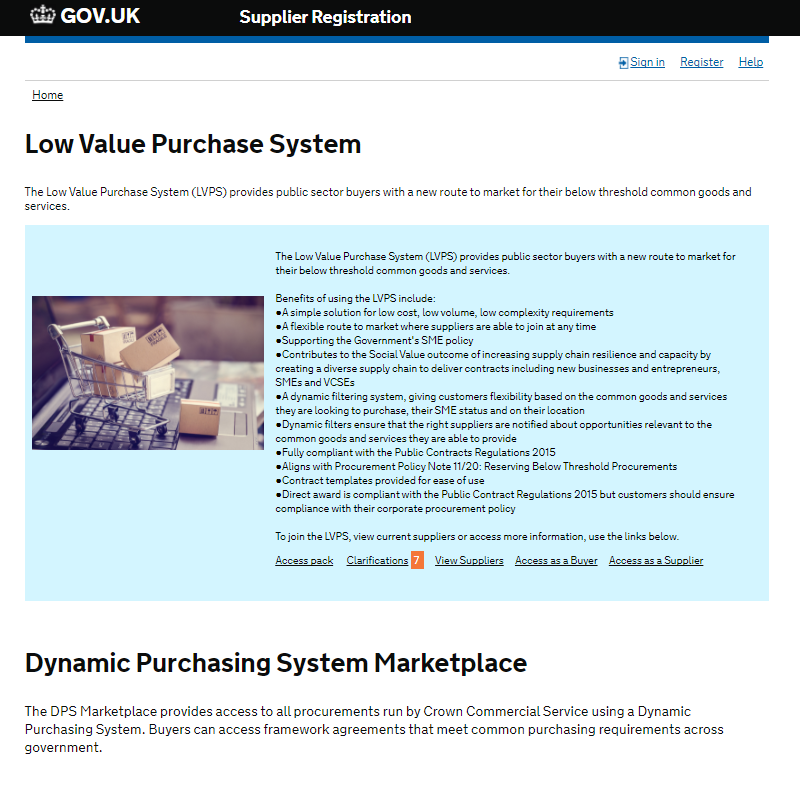 GOV.UK
Supplier Registration
Sign in Register Help
Home
Low Value Purchase System
The Low Value Purchase System (LVPS) provides public sector buyers with a new route to market for their below threshold common goods and
services.
The Low Value Purchase System (LVPS) provides public sector buyers with a new route to market for
their below threshold common goods and services.
Benefits of using the LVPS include:
●A simple solution for low cost, low volume, low complexity requirements
●A flexible route to market where suppliers are able to join at any time
●Supporting the Government's SME policy
●Contributes to the Social Value outcome of increasing supply chain resilience and capacity by
creating a diverse supply chain to deliver contracts including new businesses and entrepreneurs,
SMEs and VCSEs
●A dynamic filtering system, giving customers flexibility based on the common goods and services
they are looking to purchase, their SME status and on their location
●Dynamic filters ensure that the right suppliers are notified about opportunities relevant to the
common goods and services they are able to provide
●Fully compliant with the Public Contracts Regulations 2015
●Aligns with Procurement Policy Note 11/20: Reserving Below Threshold Procurements
●Contract templates provided for ease of use
●Direct award is compliant with the Public Contract Regulations 2015 but customers should ensure
compliance with their corporate procurement policy
To join the LVPS, view current suppliers or access more information, use the links below.
Access pack Clarifications 7 View Suppliers Access as a Buyer Access as a Supplier
Dynamic Purchasing System Marketplace
The DPS Marketplace provides access to all procurements run by Crown Commercial Service using a Dynamic
Purchasing System. Buyers can access framework agreements that meet common purchasing requirements across
government.